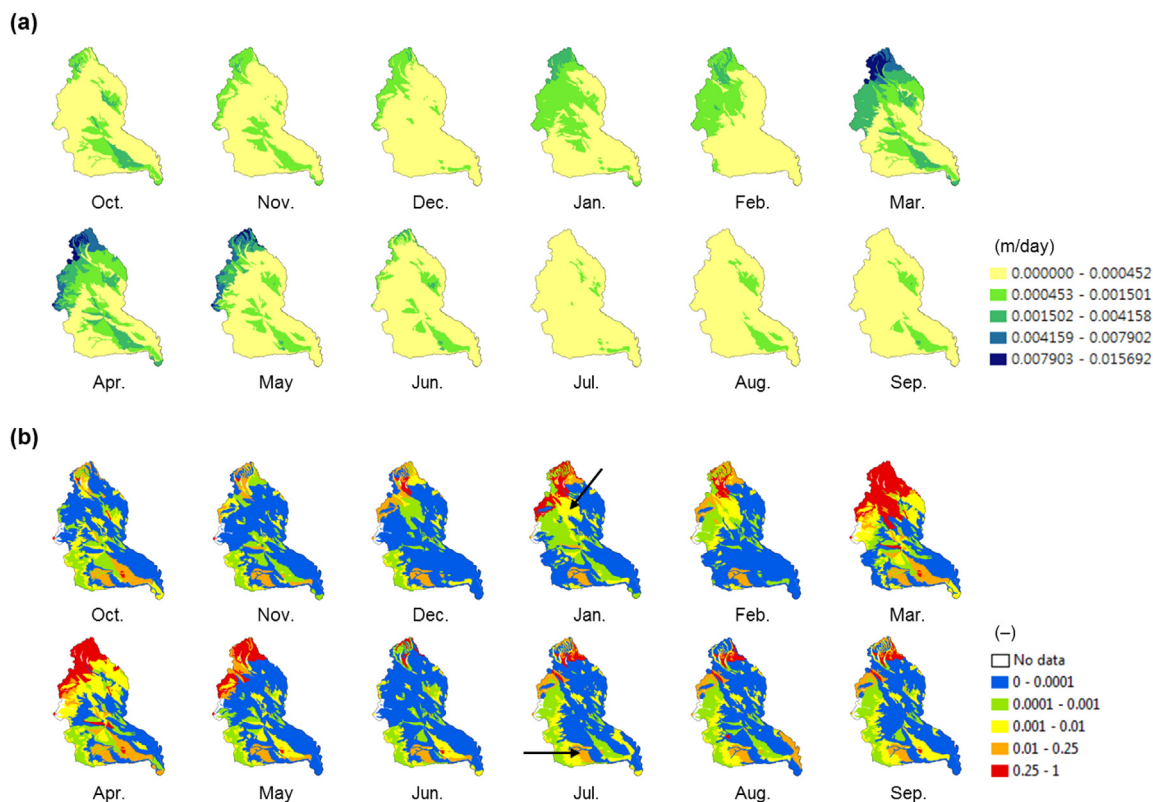 (a)
Oct. Nov. Dec. Jan. Feb. Mar.
(m/day)
0.000000 - 0.000452
0.000453 - 0.001501
0.001502 - 0.004158
0.004159 - 0.007902
0.007903 - 0.015692
Apr. May Jun. Jul. Aug. Sep.
(b)
Oct. Nov. Dec. Jan. Feb. Mar.
(–)
No data
0 - 0.0001
0.0001 - 0.001
0.001 - 0.01
0.01 - 0.25
0.25 - 1
Apr. May Jun. Jul. Aug. Sep.